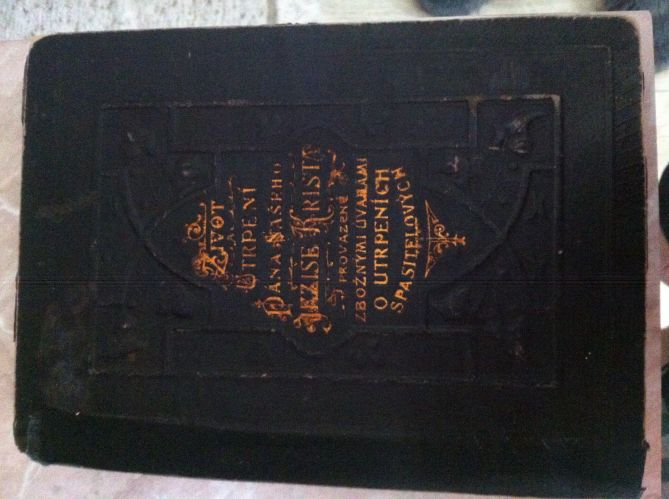 Život
Utrpení
Pána Našeho
Ježíše Krista
provázené
zbožnými úvahami
o utrpeních
Spasitelových